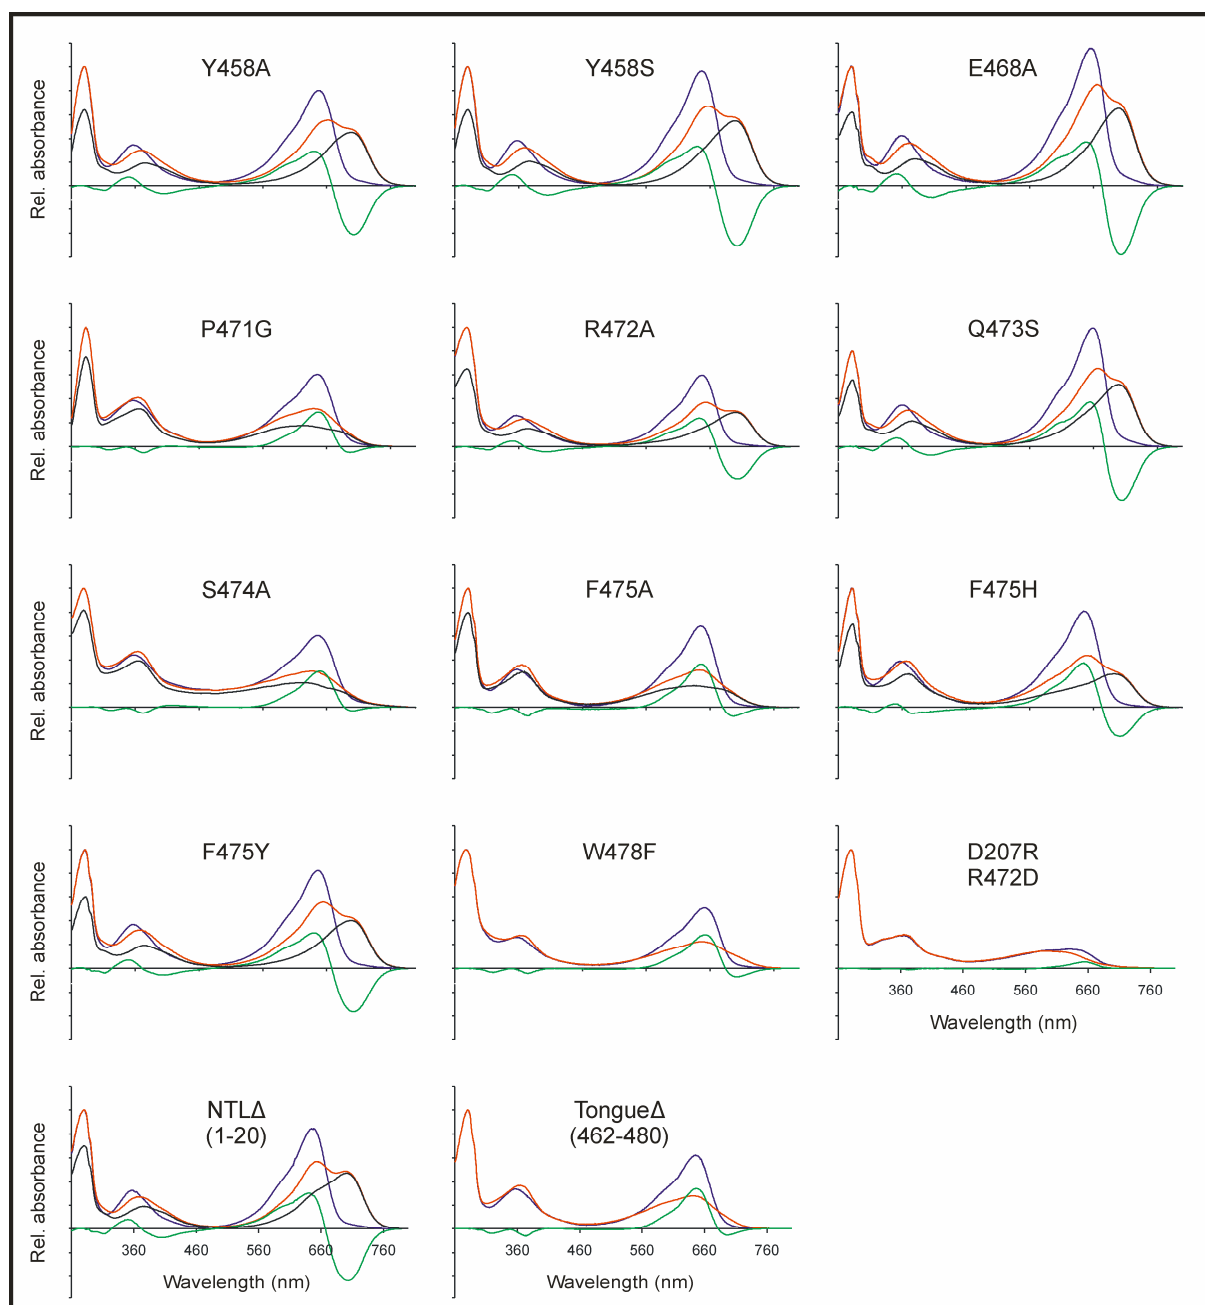 Y458A
Y458S
E468A
Rel. absorbance
P471G
R472A
Q473S
Rel. absorbance
S474A
F475A
F475H
Rel. absorbance
F475Y
W478F
D207R
R472D
Rel. absorbance
360 460 560 660 760
Wavelength (nm)
NTLΔ
(1-20)
TongueΔ
(462-480)
Rel. absorbance
360 460 560 660 760
360 460 560 660 760
Wavelength (nm)
Wavelength (nm)